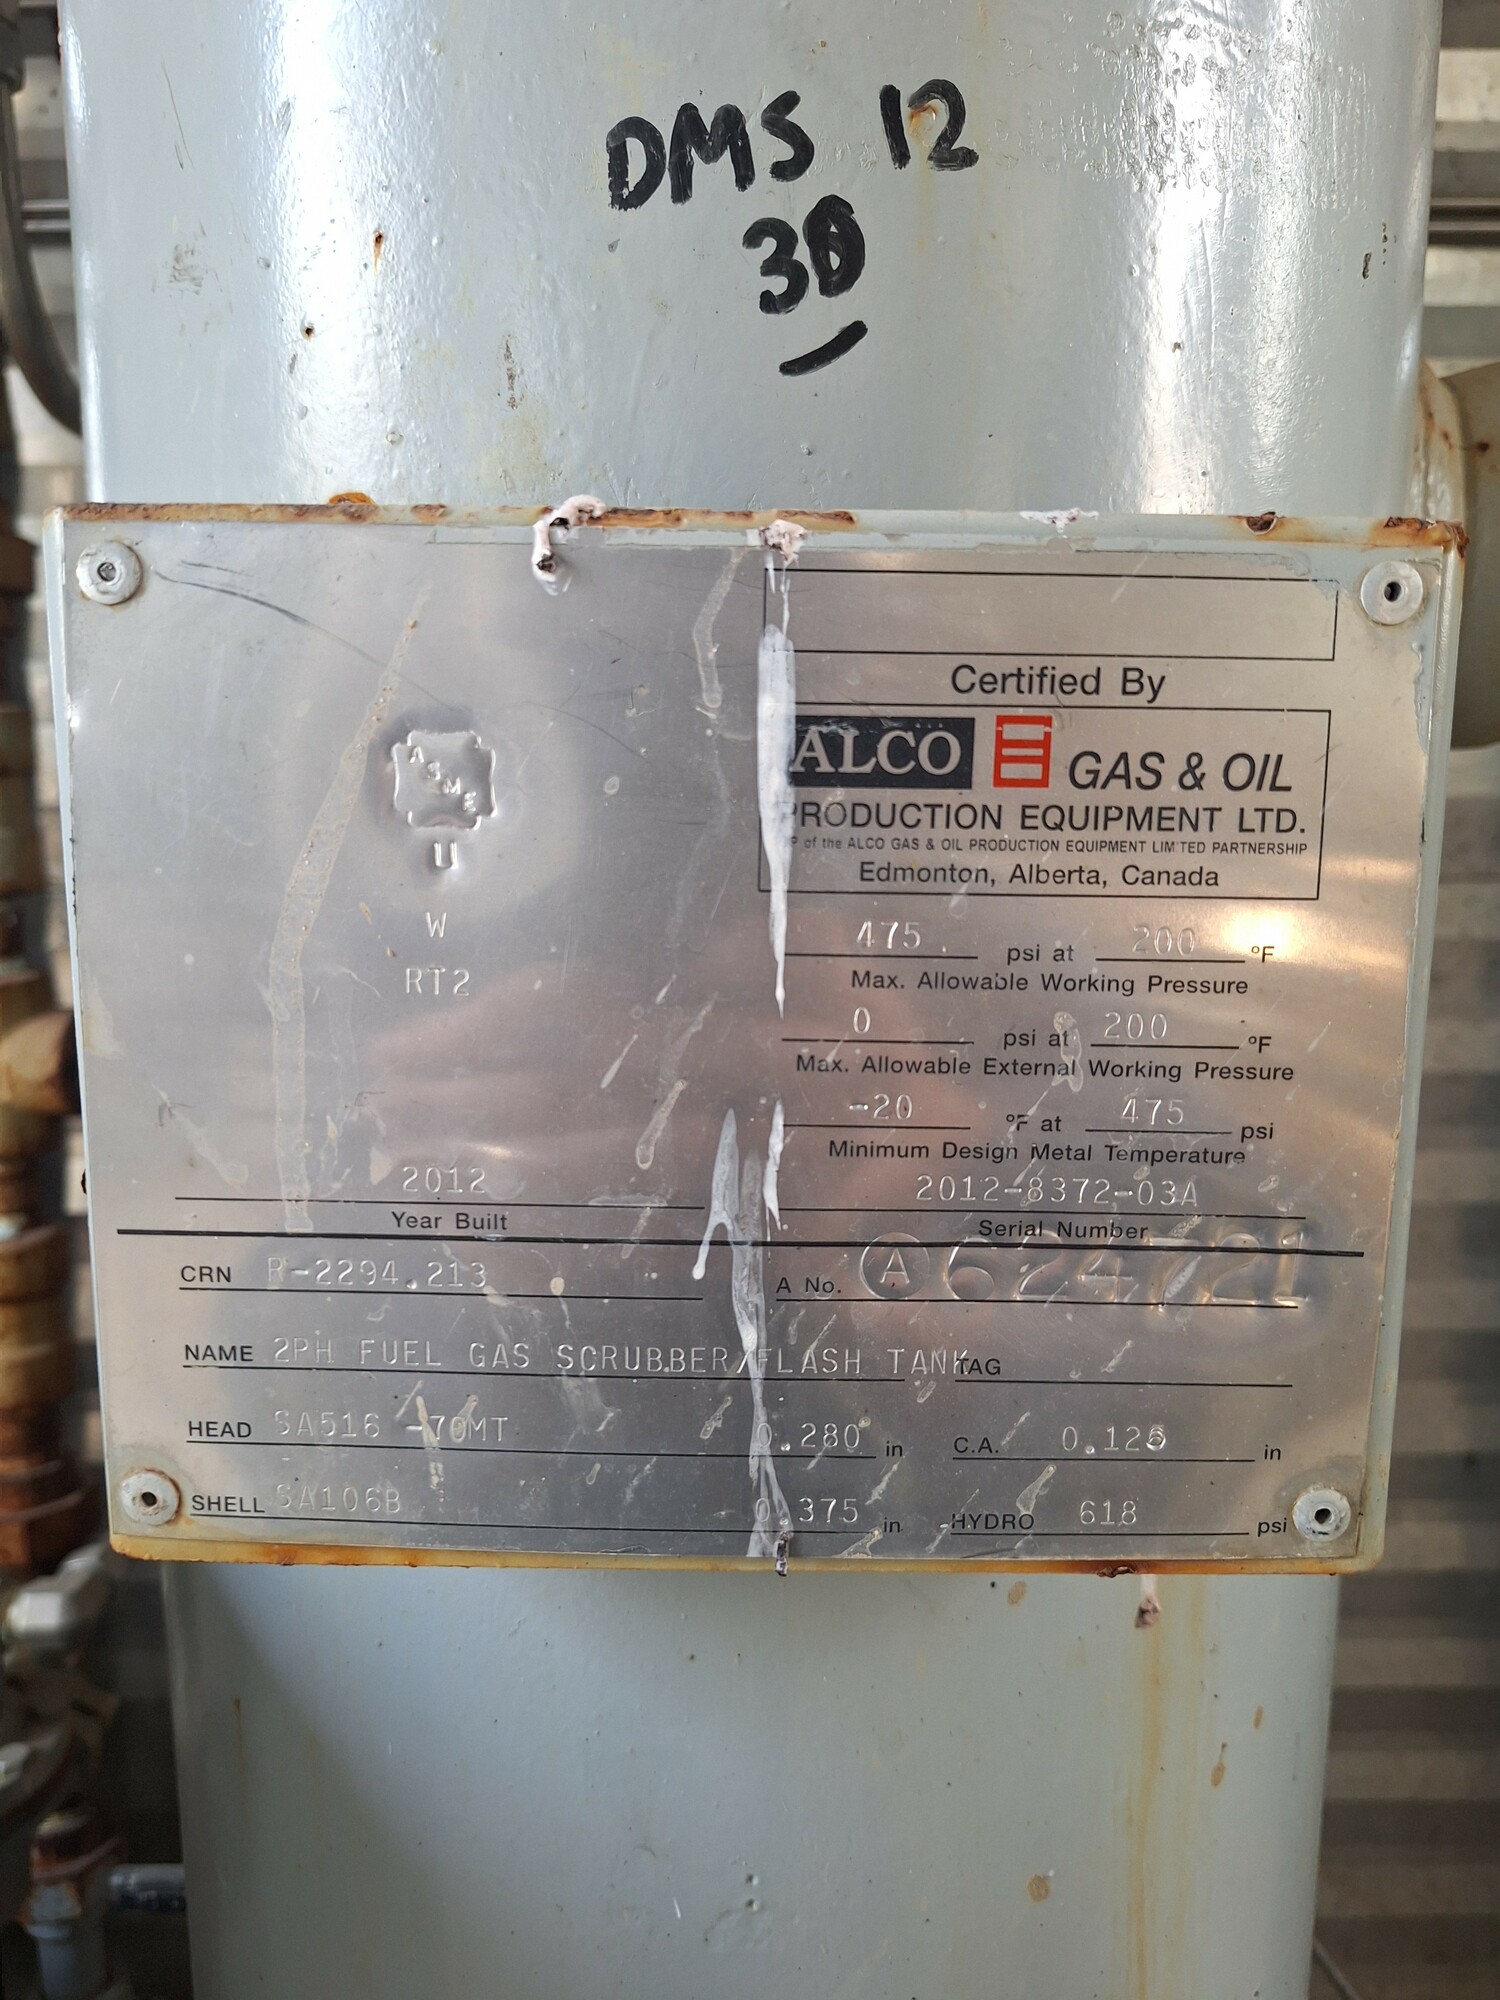 DMS 12
30
Certified By
ALCO GAS & OIL
PRODUCTION EQUIPMENT LTD.
of the ALCO GAS & OIL PRODUCTION EQUIPMENT LIMITED PARTNERSHIP
Edmonton, Alberta, Canada
ASME
U
W
RT2
475 psi at 200 °F
Max. Allowable Working Pressure
0 psi at 200 °F
Max. Allowable External Working Pressure
-20 °F at 475 psi
Minimum Design Metal Temperature
2012
Year Built
2012-8372-03A
Serial Number
CRN R-2294.213
A No. A 624721
NAME 2PH FUEL GAS SCRUBBER/FLASH TANK TAG
HEAD SA516 -70MT 0.280 in C.A. 0.125 in
SHELL SA106B 0.375 in HYDRO 618 psi